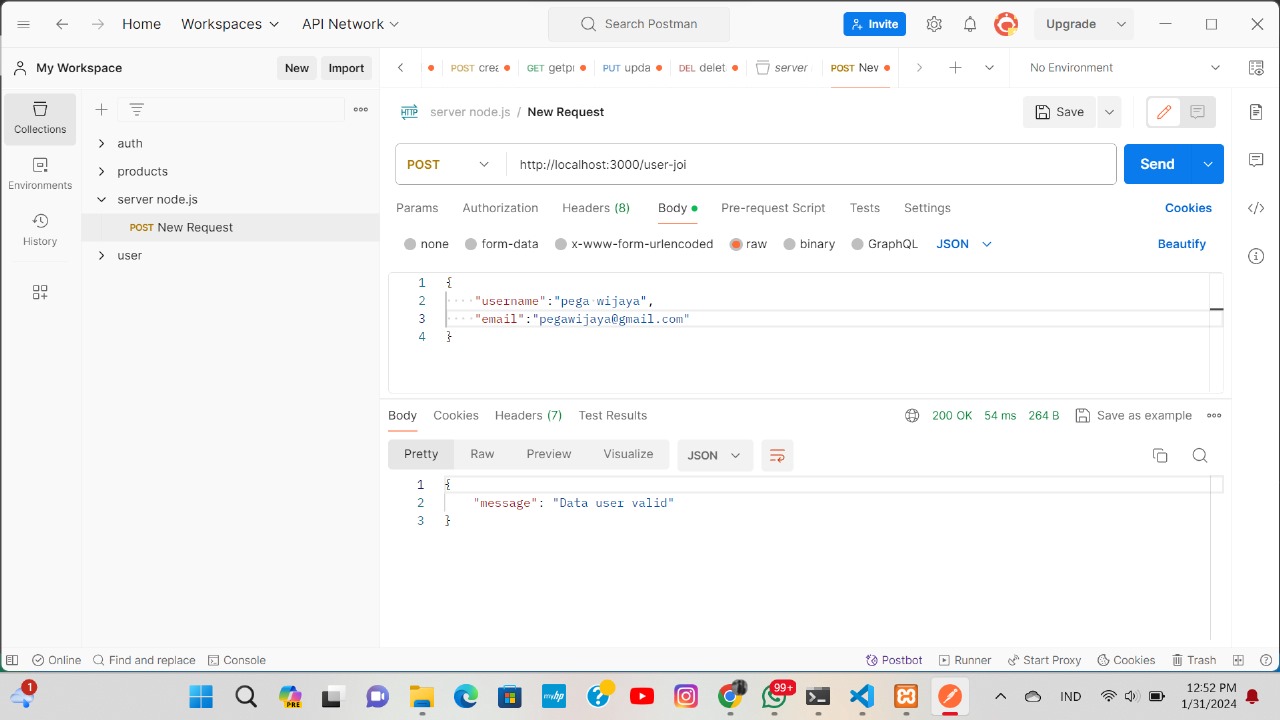 Home Workspaces API Network Search Postman Invite Upgrade
My Workspace New Import
POST crea GET getp PUT upda DEL delet server POST Nev No Environment
Collections
Environments
History
auth
products
server node.js
POST New Request
user
HTTP server node.js / New Request Save
POST http://localhost:3000/user-joi Send
Params Authorization Headers (8) Body Pre-request Script Tests Settings Cookies
none form-data x-www-form-urlencoded raw binary GraphQL JSON Beautify
1 {
2 ····"username":"pega·wijaya",
3 ····"email":"pegawijaya@gmail.com"
4 }
Body Cookies Headers (7) Test Results 200 OK 54 ms 264 B Save as example
Pretty Raw Preview Visualize JSON
1 {
2 "message": "Data user valid"
3 }
Online Find and replace Console Postbot Runner Start Proxy Cookies Trash
1 PRE myhp 99+ IND 12:52 PM
1/31/2024